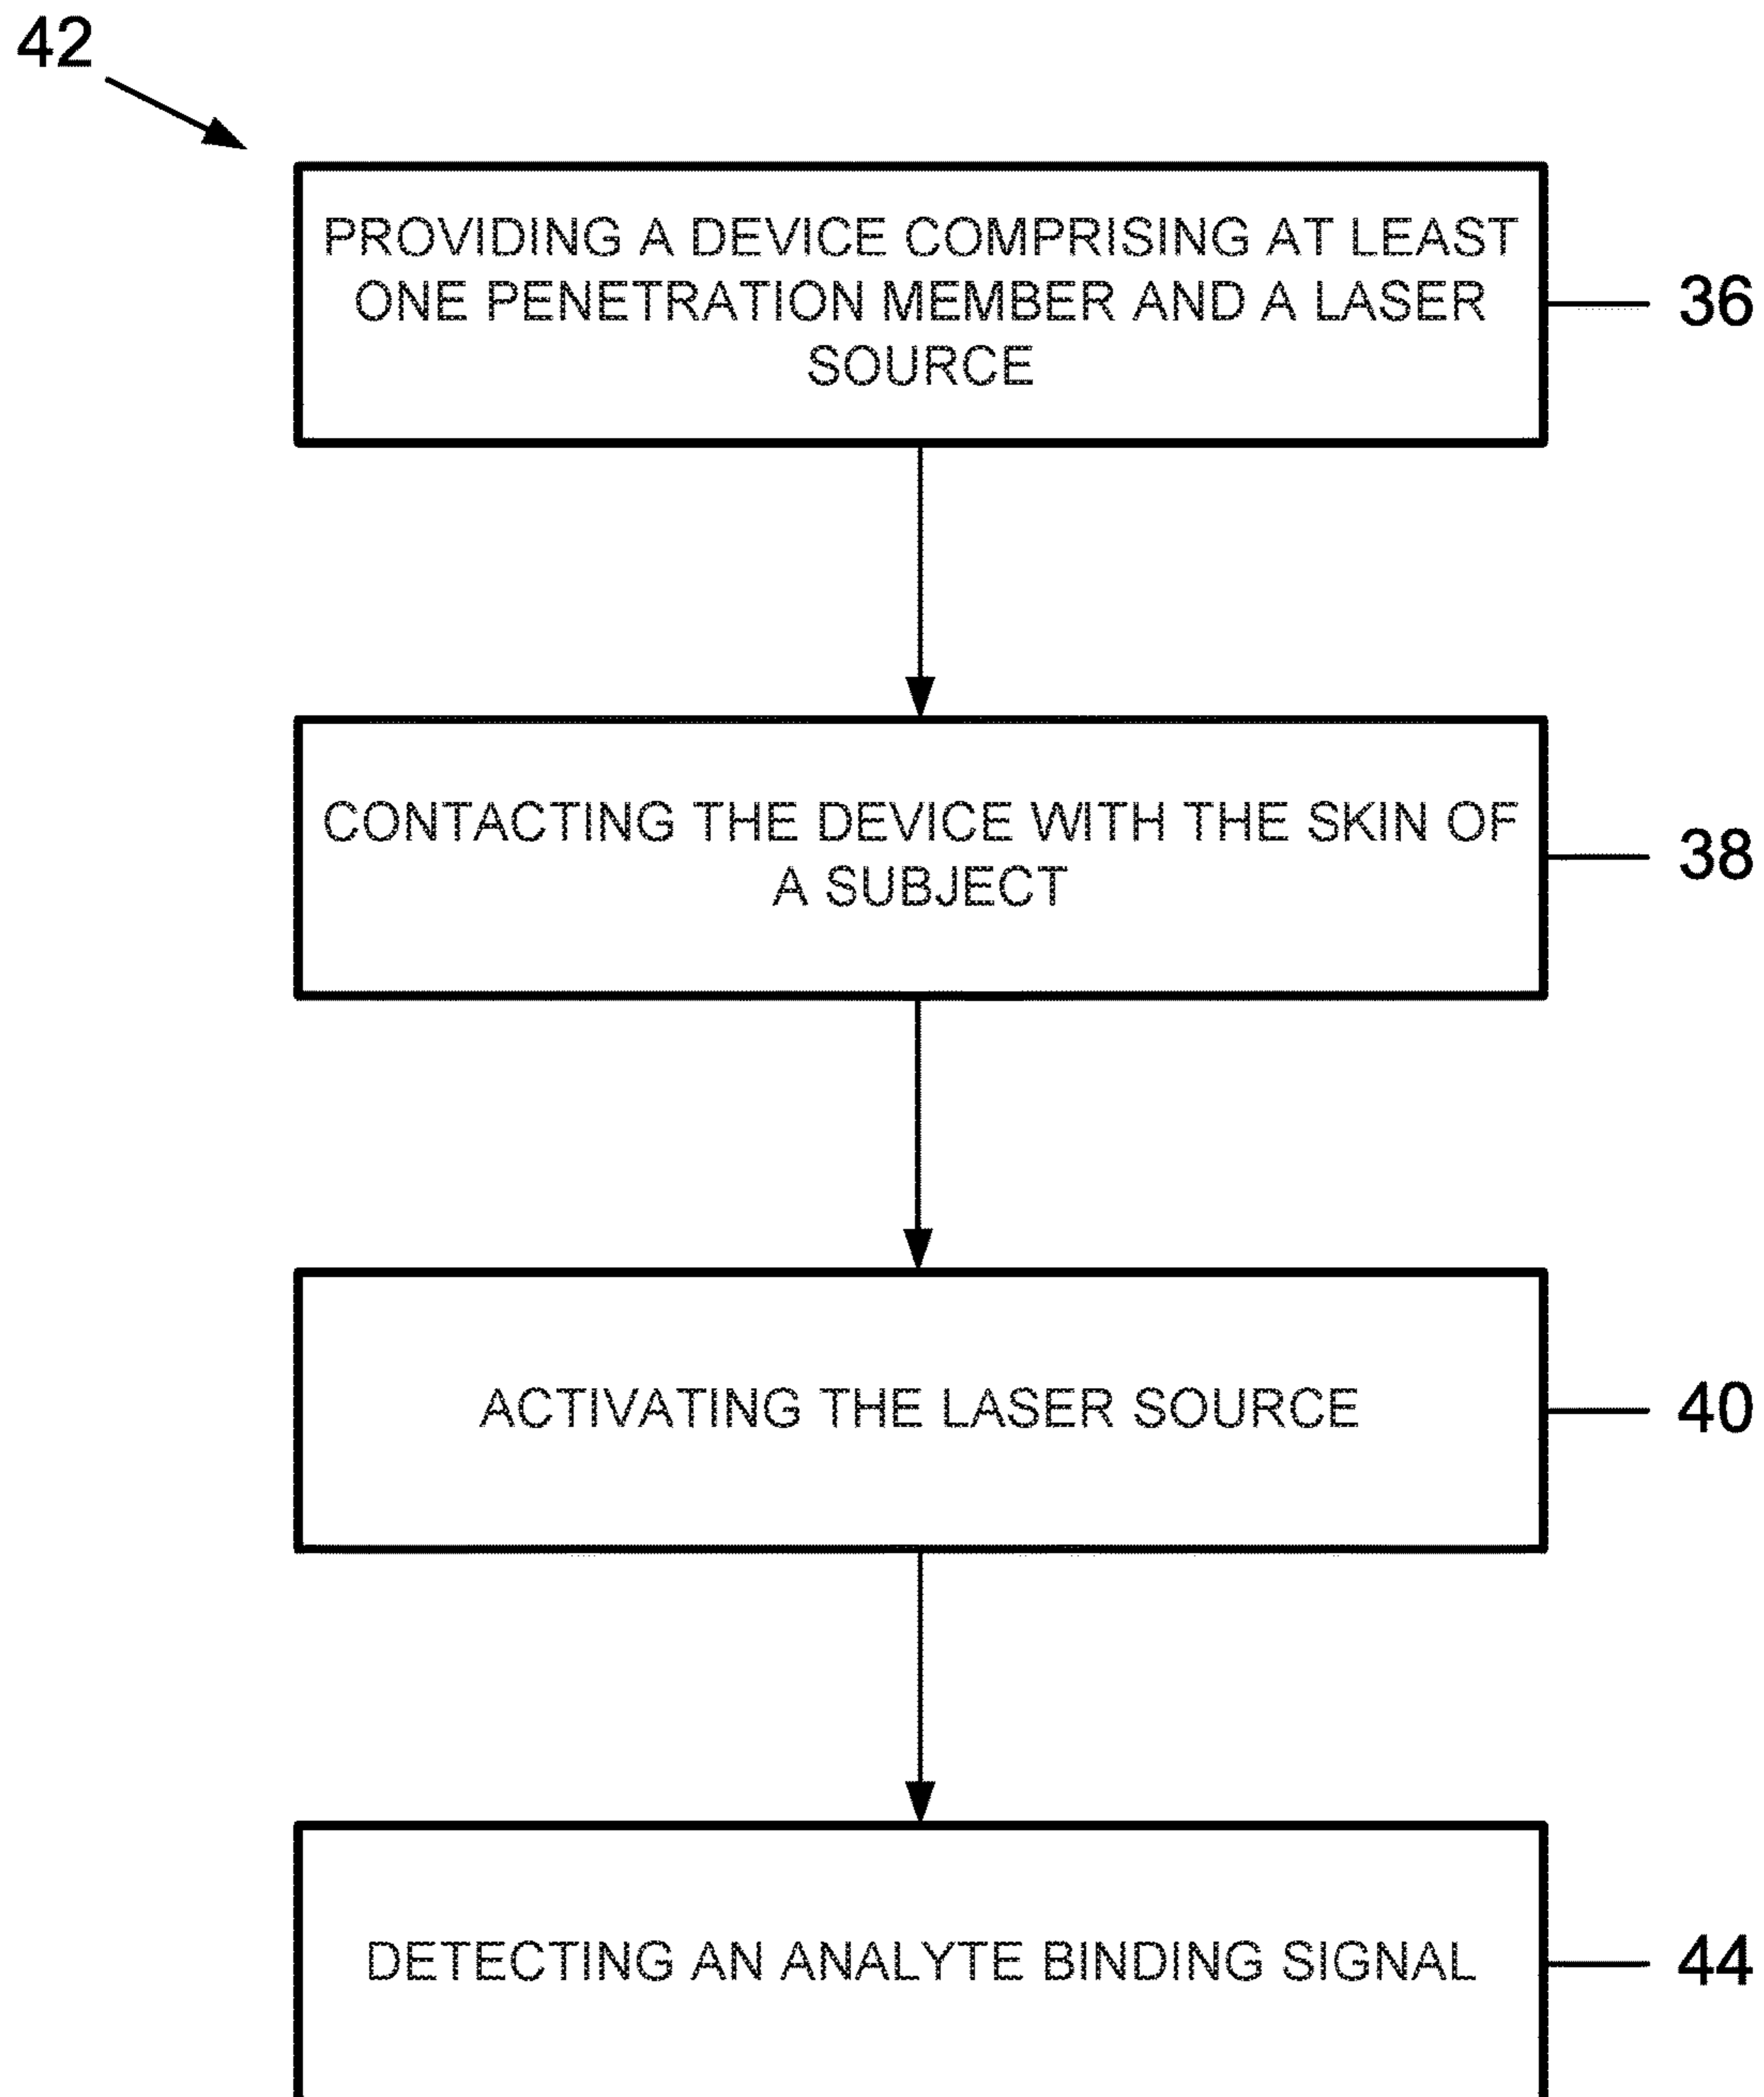 42
PROVIDING A DEVICE COMPRISING AT LEAST
ONE PENETRATION MEMBER AND A LASER
SOURCE
36
CONTACTING THE DEVICE WITH THE SKIN OF
A SUBJECT
38
ACTIVATING THE LASER SOURCE
40
DETECTING AN ANALYTE BINDING SIGNAL
44